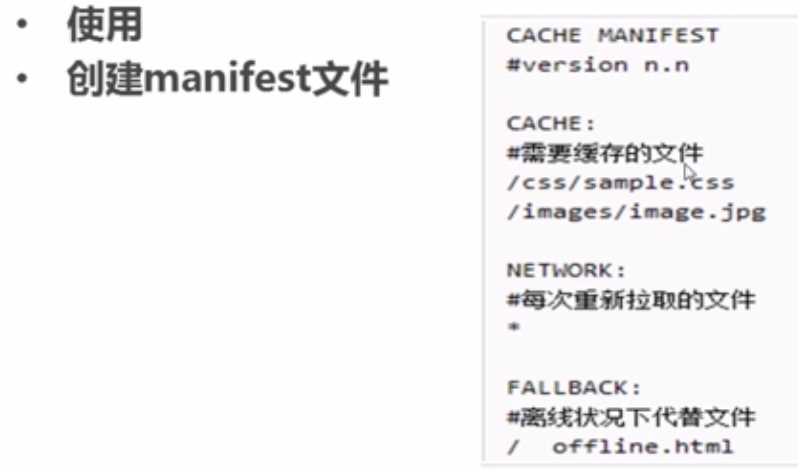 • 使用
• 创建manifest文件
CACHE MANIFEST
#version n.n
CACHE:
#需要缓存的文件
/css/sample.css
/images/image.jpg
NETWORK:
#每次重新拉取的文件
*
FALLBACK:
#离线状况下代替文件
/ offline.html